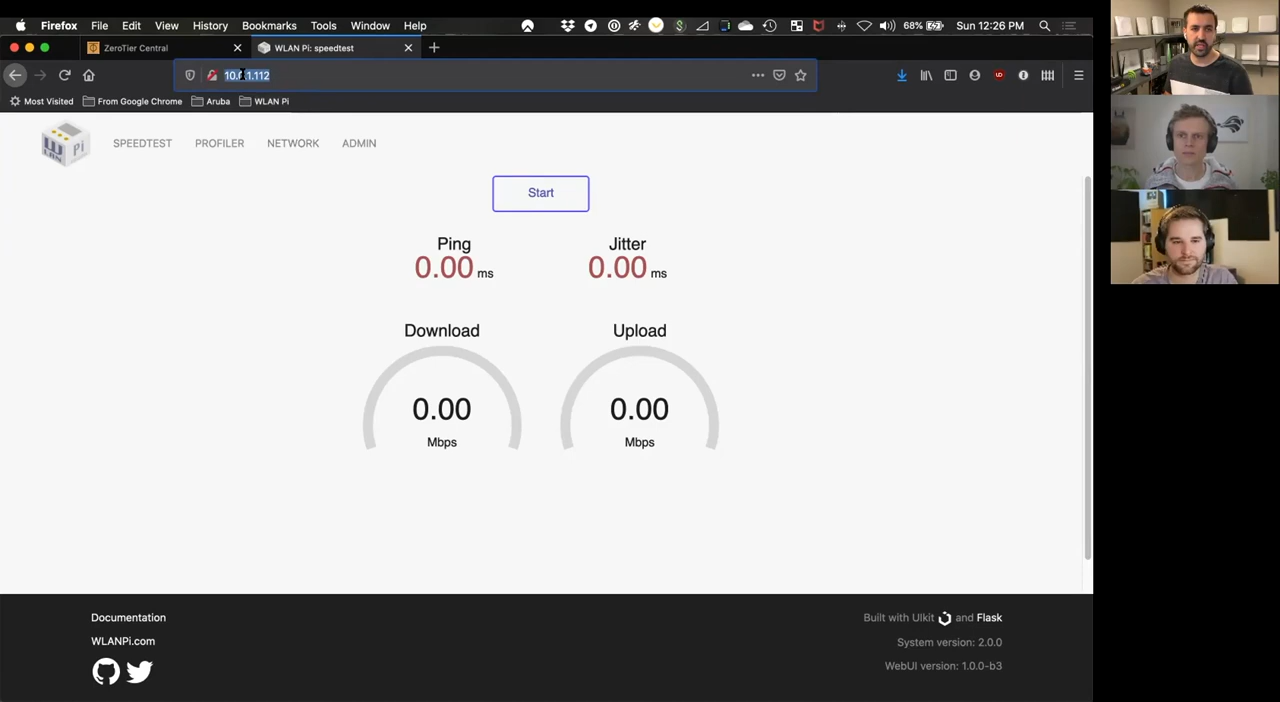 Firefox File Edit View History Bookmarks Tools Window Help 68% Sun 12:26 PM
ZeroTier Central WLAN Pi: speedtest
Most Visited From Google Chrome Aruba WLAN Pi
WLAN Pi SPEEDTEST PROFILER NETWORK ADMIN
Start
Ping Jitter
0.00 ms 0.00 ms
Download Upload
0.00 0.00
Mbps Mbps
Documentation Built with UIkit and Flask
WLANPi.com System version: 2.0.0
WebUI version: 1.0.0-b3